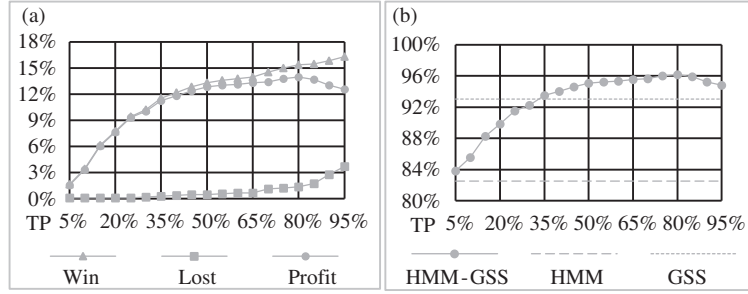 (a)
18%
15%
12%
9%
6%
3%
0%
TP 5% 20% 35% 50% 65% 80% 95%
Win Lost Profit
(b)
100%
96%
92%
88%
84%
80%
TP 5% 20% 35% 50% 65% 80% 95%
HMM-GSS HMM GSS